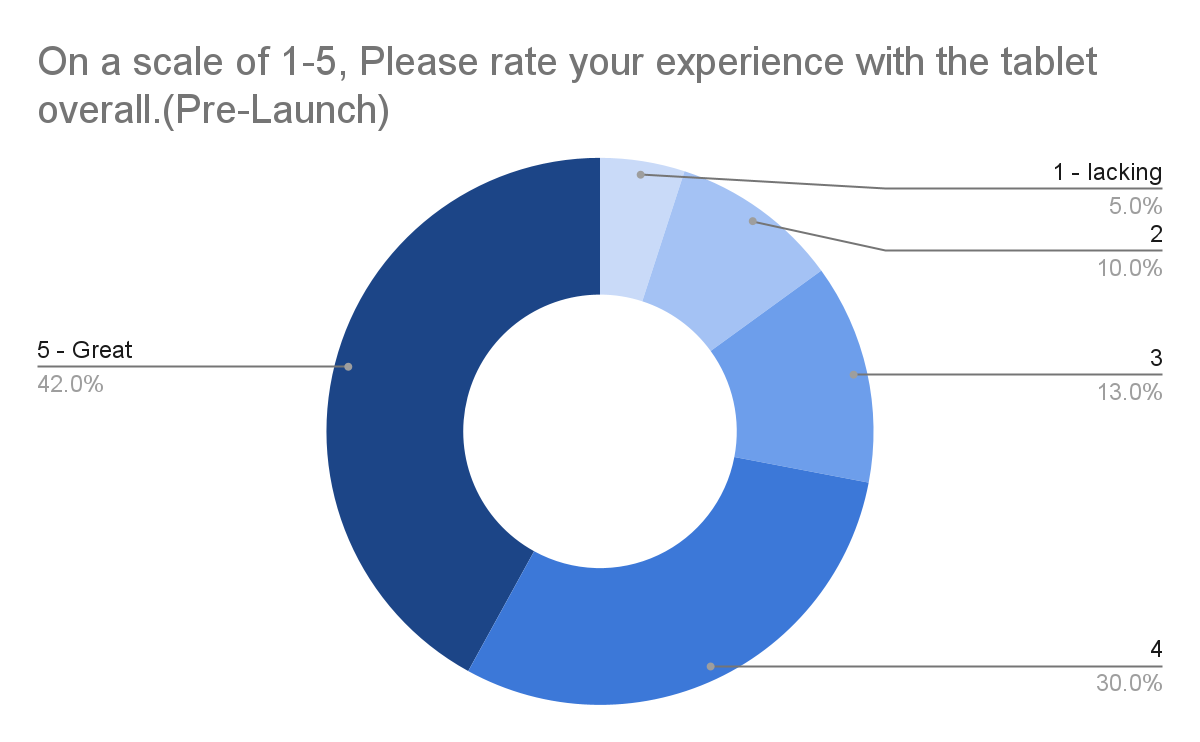 On a scale of 1-5, Please rate your experience with the tablet
overall.(Pre-Launch)
1 - lacking
5.0%
2
10.0%
3
13.0%
4
30.0%
5 - Great
42.0%